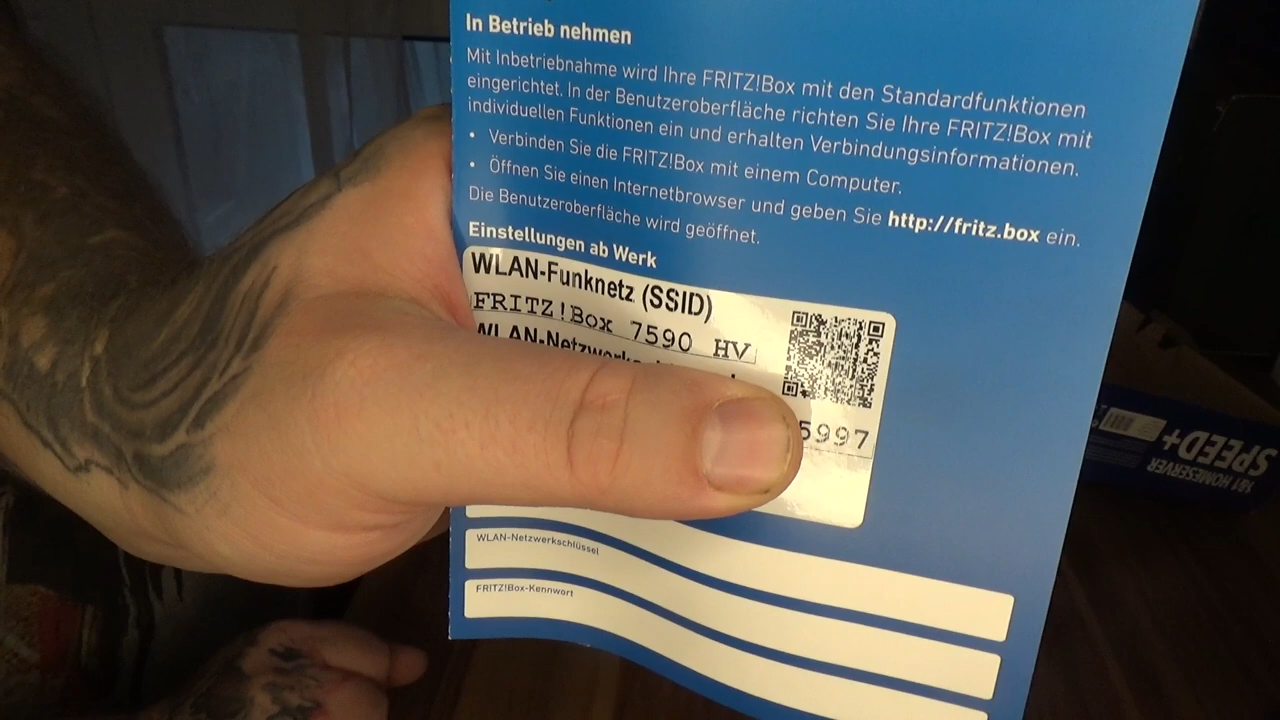 In Betrieb nehmen
Mit Inbetriebnahme wird Ihre FRITZ!Box mit den Standardfunktionen
eingerichtet. In der Benutzeroberfläche richten Sie Ihre FRITZ!Box mit
individuellen Funktionen ein und erhalten Verbindungsinformationen.
• Verbinden Sie die FRITZ!Box mit einem Computer.
• Öffnen Sie einen Internetbrowser und geben Sie http://fritz.box ein.
Die Benutzeroberfläche wird geöffnet.
Einstellungen ab Werk
WLAN-Funknetz (SSID)
FRITZ!Box 7590 HV
5997
WLAN-Netzwerkschlüssel
FRITZ!Box-Kennwort
1&1 HOMESERVER
SPEED+